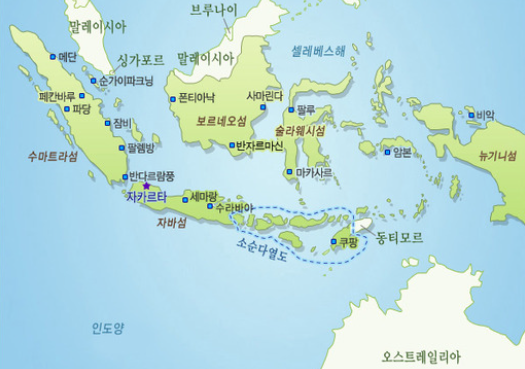 브루나이
말레이시아
말레이시아
싱가포르
셀레베스해
메단
순가이파크닝
페칸바루
파당
폰티아낙
사마린다
팔루
비악
잠비
보르네오섬
술라웨시섬
팔렘방
반자르마신
암본
뉴기니섬
수마트라섬
마카사르
반다르람풍
자카르타
세마랑
수라바야
자바섬
쿠팡
동티모르
소순다열도
인도양
오스트레일리아